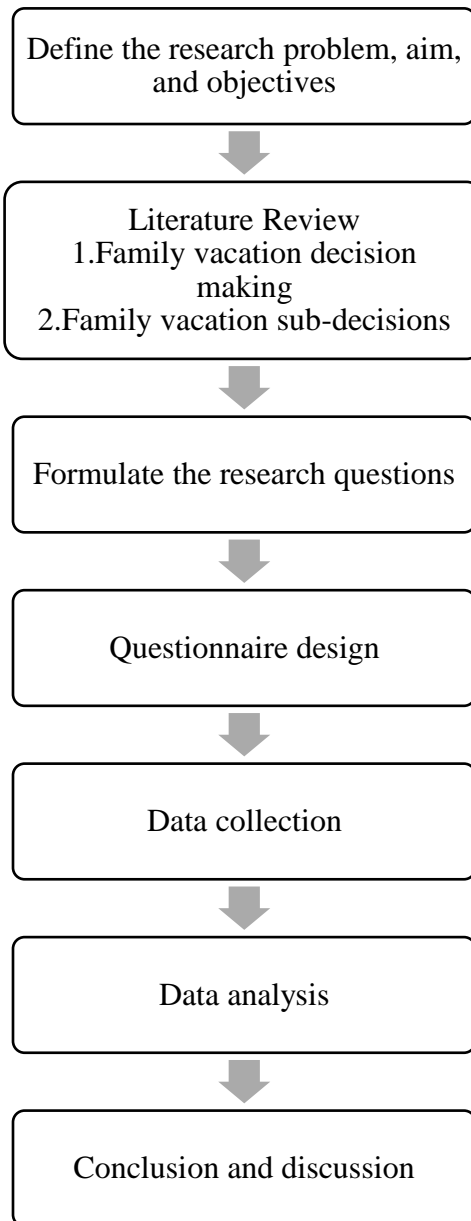 Define the research problem, aim,
and objectives
Literature Review
1.Family vacation decision
making
2.Family vacation sub-decisions
Formulate the research questions
Questionnaire design
Data collection
Data analysis
Conclusion and discussion